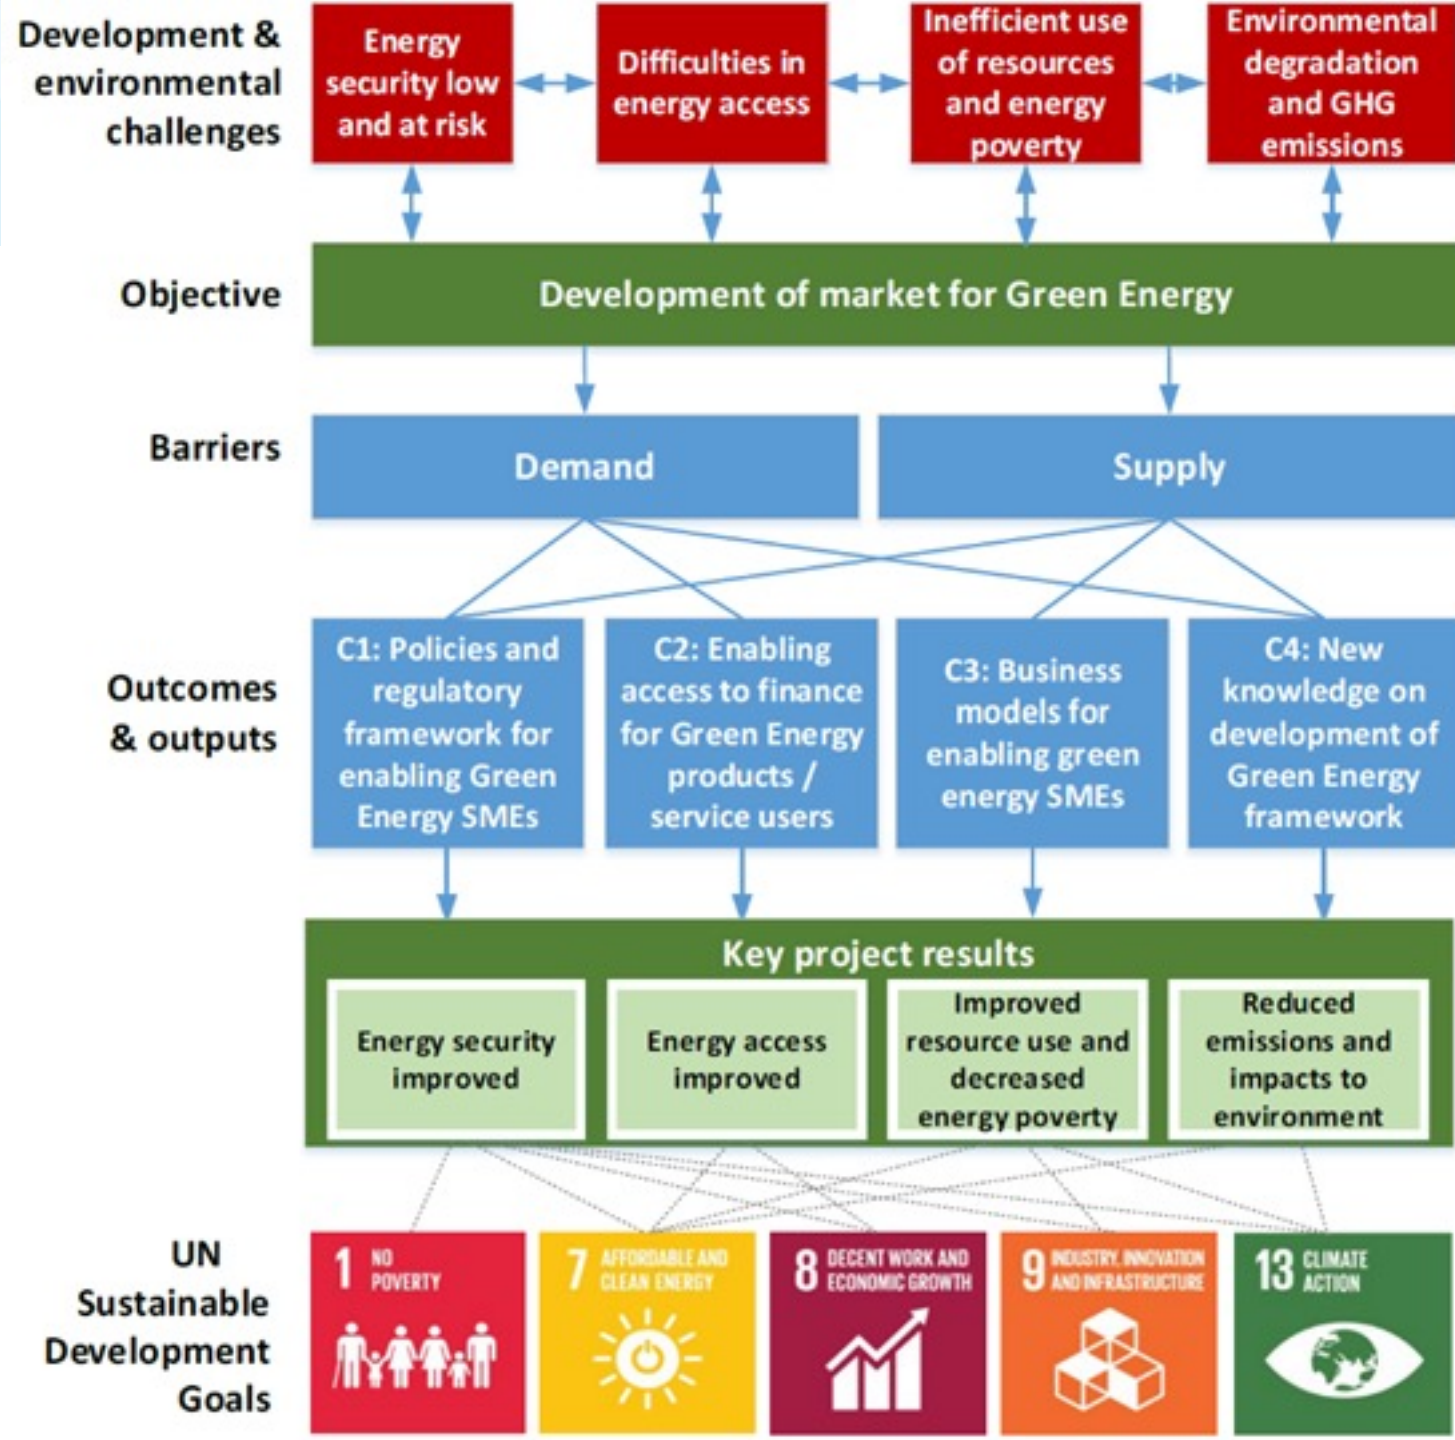 Development &
environmental
challenges
Energy
security low
and at risk
Difficulties in
energy access
Inefficient use
of resources
and energy
poverty
Environmental
degradation
and GHG
emissions
Objective
Development of market for Green Energy
Barriers
Demand
Supply
Outcomes
& outputs
C1: Policies and
regulatory
framework for
enabling Green
Energy SMEs
C2: Enabling
access to finance
for Green Energy
products /
service users
C3: Business
models for
enabling green
energy SMEs
C4: New
knowledge on
development of
Green Energy
framework
Key project results
Energy security
improved
Energy access
improved
Improved
resource use and
decreased
energy poverty
Reduced
emissions and
impacts to
environment
UN
Sustainable
Development
Goals
1 NO
POVERTY
7 AFFORDABLE AND
CLEAN ENERGY
8 DECENT WORK AND
ECONOMIC GROWTH
9 INDUSTRY, INNOVATION
AND INFRASTRUCTURE
13 CLIMATE
ACTION